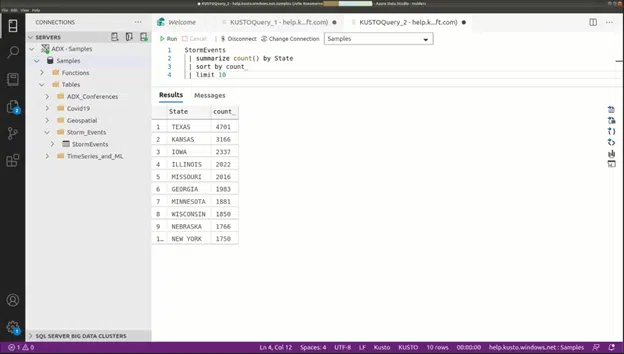 KUSTOQuery_2 - help.kusto.windows.net.Samples
- Azure Data Studio - Insiders
File Edit View Help
CONNECTIONS
Welcome
KUSTOQuery_1 - help.k...ft.com)
KUSTOQuery_2 - help.k...ft.com)
SERVERS
ADX - Samples
Samples
Functions
Tables
ADX_Conferences
Covid19
Geospatial
Storm_Events
StormEvents
TimeSeries_and_ML
SQL SERVER BIG DATA CLUSTERS
Run Cancel Disconnect Change Connection Samples
1 StormEvents
2 | summarize count() by State
3 | sort by count_
4 | limit 10
Results Messages
State count_
1 TEXAS 4701
2 KANSAS 3166
3 IOWA 2337
4 ILLINOIS 2022
5 MISSOURI 2016
6 GEORGIA 1983
7 MINNESOTA 1881
8 WISCONSIN 1850
9 NEBRASKA 1766
1... NEW YORK 1750
2
1
1 0 Ln 4, Col 12 Spaces: 4 UTF-8 LF Kusto KUSTO 10 rows 00:00:00 help.kusto.windows.net : Samples